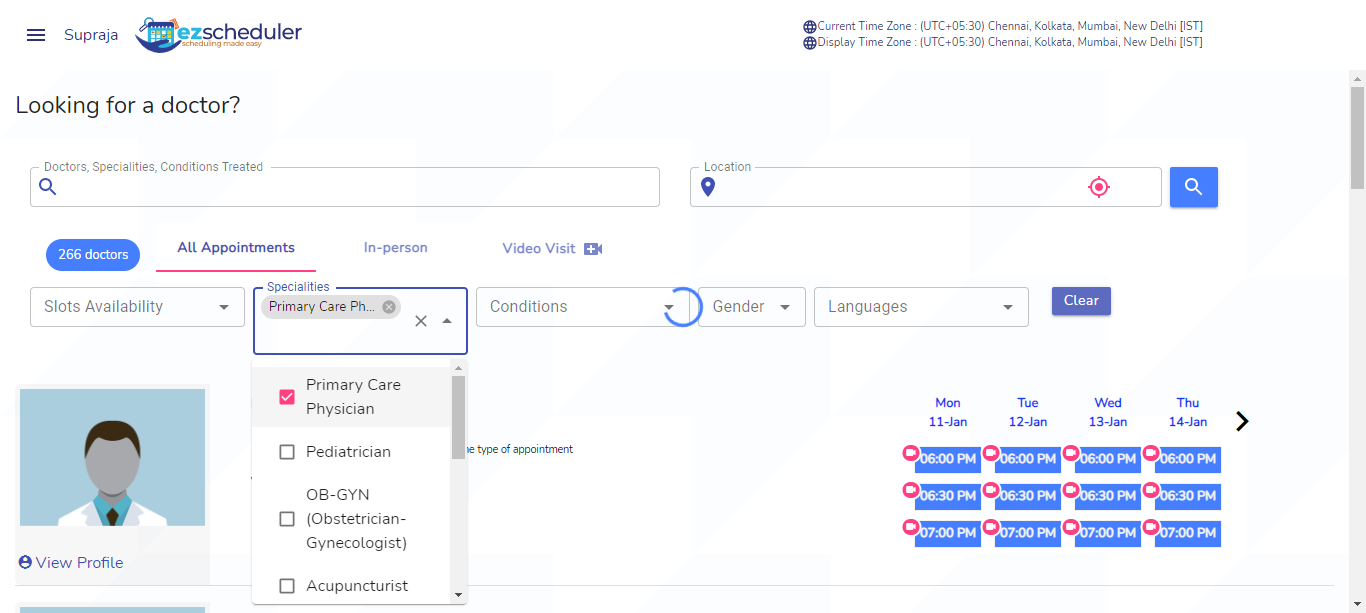 Supraja
ezscheduler
scheduling made easy
Current Time Zone : (UTC+05:30) Chennai, Kolkata, Mumbai, New Delhi [IST]
Display Time Zone : (UTC+05:30) Chennai, Kolkata, Mumbai, New Delhi [IST]
Looking for a doctor?
Doctors, Specialities, Conditions Treated
Location
266 doctors
All Appointments
In-person
Video Visit
Slots Availability
Specialities
Primary Care Ph...
Conditions
Gender
Languages
Clear
Primary Care
Physician
Pediatrician
OB-GYN
(Obstetrician-
Gynecologist)
Acupuncturist
type of appointment
View Profile
Mon Tue Wed Thu
11-Jan 12-Jan 13-Jan 14-Jan
06:00 PM 06:00 PM 06:00 PM 06:00 PM
06:30 PM 06:30 PM 06:30 PM 06:30 PM
07:00 PM 07:00 PM 07:00 PM 07:00 PM